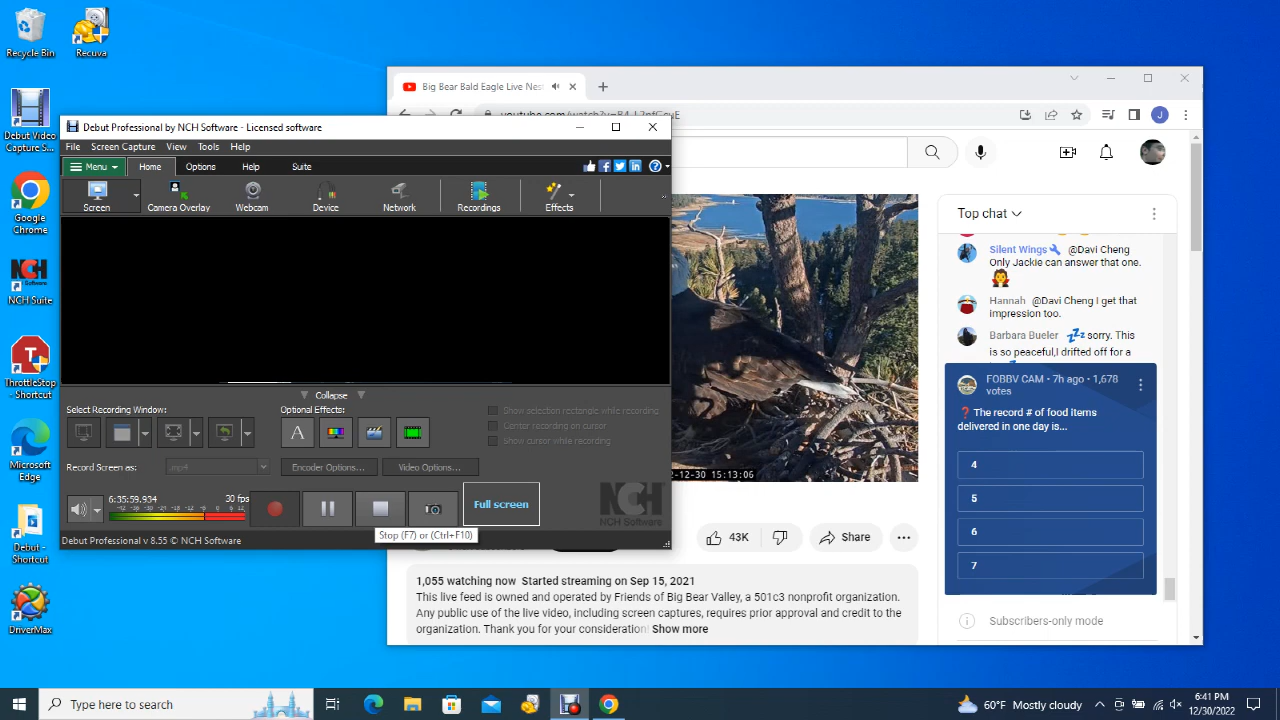 Recycle Bin
Recuva
Debut Video
Capture S...
Google
Chrome
NCH
Software
NCH Suite
ThrottleStop
- Shortcut
Microsoft
Edge
Debut -
Shortcut
DriverMax
Big Bear Bald Eagle Live Nest
Debut Professional by NCH Software - Licensed software
File Screen Capture View Tools Help
Menu Home Options Help Suite
Screen Camera Overlay Webcam Device Network Recordings Effects
Collapse
Select Recording Window:
Optional Effects:
Show selection rectangle while recording
Center recording on cursor
Show cursor while recording
Record Screen as: .mp4 Encoder Options... Video Options...
6:35:59.934 30 fps
Full screen
NCH
NCH Software
Stop (F7) or (Ctrl+F10)
Debut Professional v 8.55 © NCH Software
J
12-30 15:13:06
43K Share
1,055 watching now Started streaming on Sep 15, 2021
This live feed is owned and operated by Friends of Big Bear Valley, a 501c3 nonprofit organization.
Any public use of the live video, including screen captures, requires prior approval and credit to the
organization. Thank you for your consideration! Show more
Top chat
Silent Wings @Davi Cheng
Only Jackie can answer that one.
Hannah @Davi Cheng I get that
impression too.
Barbara Bueler sorry. This
is so peaceful,I drifted off for a
FOBBV CAM • 7h ago • 1,678
votes
❓The record # of food items
delivered in one day is...
4
5
6
7
Subscribers-only mode
Type here to search
60°F Mostly cloudy
6:41 PM
12/30/2022